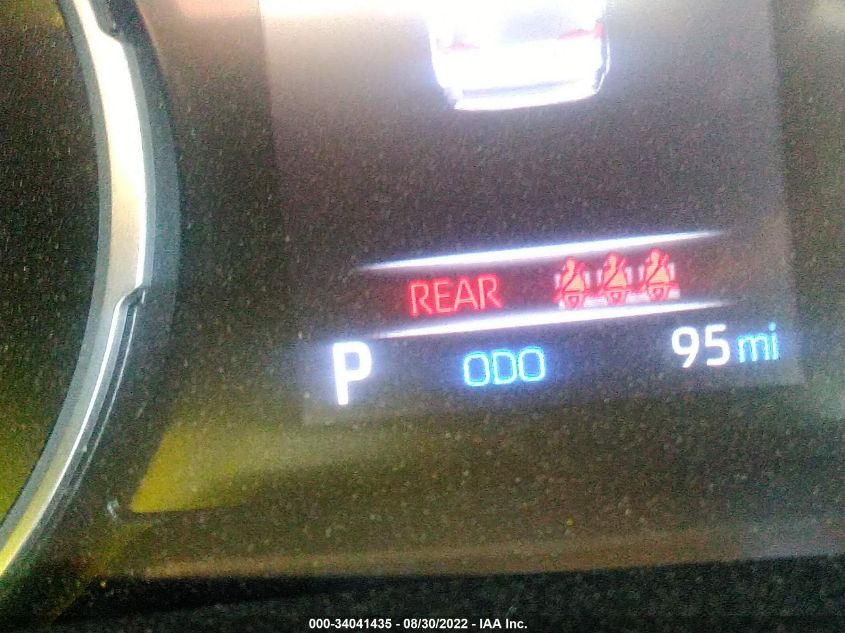 REAR
P ODO 95 mi
000-34041435 - 08/30/2022 - IAA Inc.